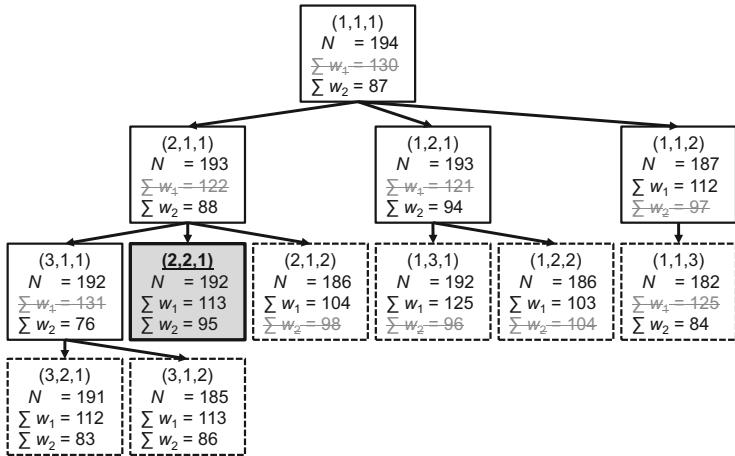 (1,1,1)
N = 194
∑ w₁ = 130
∑ w₂ = 87
(2,1,1)
N = 193
∑ w₁ = 122
∑ w₂ = 88
(1,2,1)
N = 193
∑ w₁ = 121
∑ w₂ = 94
(1,1,2)
N = 187
∑ w₁ = 112
∑ w₂ = 97
(3,1,1)
N = 192
∑ w₁ = 131
∑ w₂ = 76
(2,2,1)
N = 192
∑ w₁ = 113
∑ w₂ = 95
(2,1,2)
N = 186
∑ w₁ = 104
∑ w₂ = 98
(1,3,1)
N = 192
∑ w₁ = 125
∑ w₂ = 96
(1,2,2)
N = 186
∑ w₁ = 103
∑ w₂ = 104
(1,1,3)
N = 182
∑ w₁ = 125
∑ w₂ = 84
(3,2,1)
N = 191
∑ w₁ = 112
∑ w₂ = 83
(3,1,2)
N = 185
∑ w₁ = 113
∑ w₂ = 86